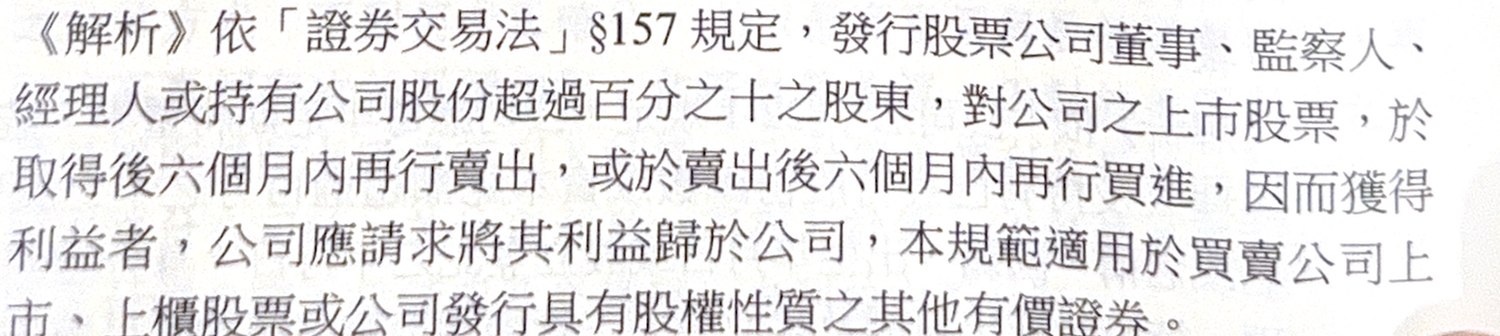 《解析》依「證券交易法」§157 規定，發行股票公司董事、監察人、
經理人或持有公司股份超過百分之十之股東，對公司之上市股票，於
取得後六個月內再行賣出，或於賣出後六個月內再行買進，因而獲得
利益者，公司應請求將其利益歸於公司，本規範適用於買賣公司上
市、上櫃股票或公司發行具有股權性質之其他有價證券。